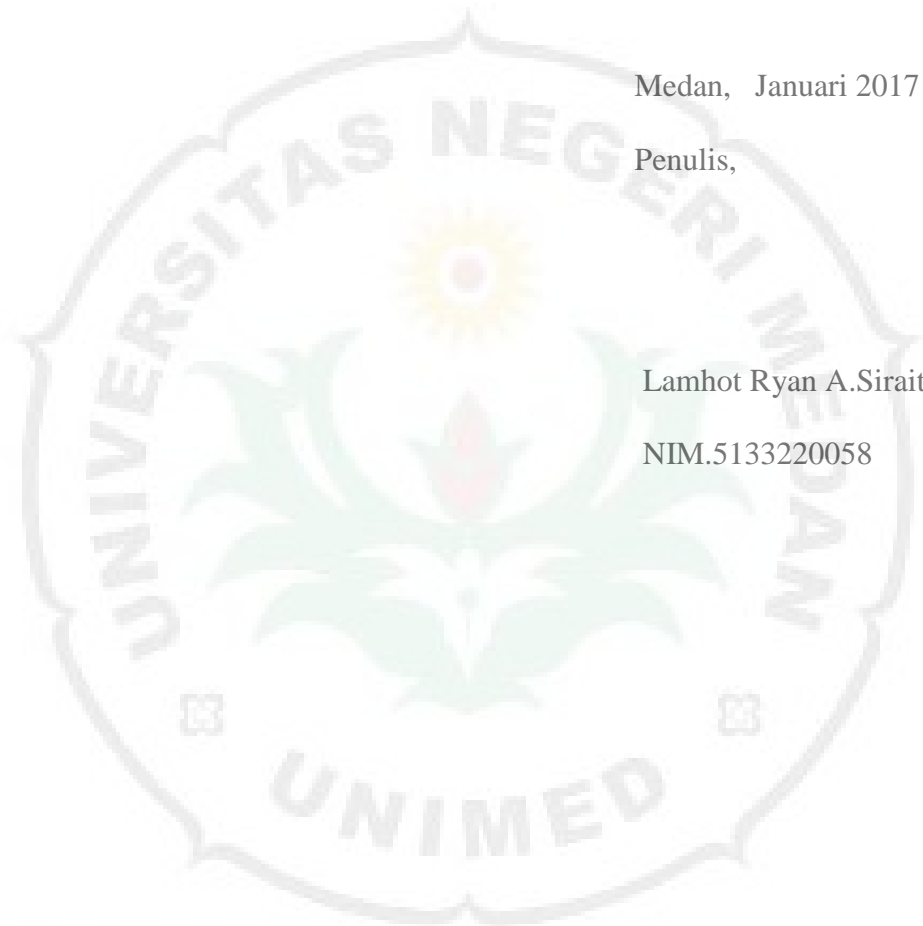 Medan, Januari 2017
Penulis,
Lamhot Ryan A.Sirait
NIM.5133220058
UNIVERSITAS NEGERI MEDAN
UNIMED